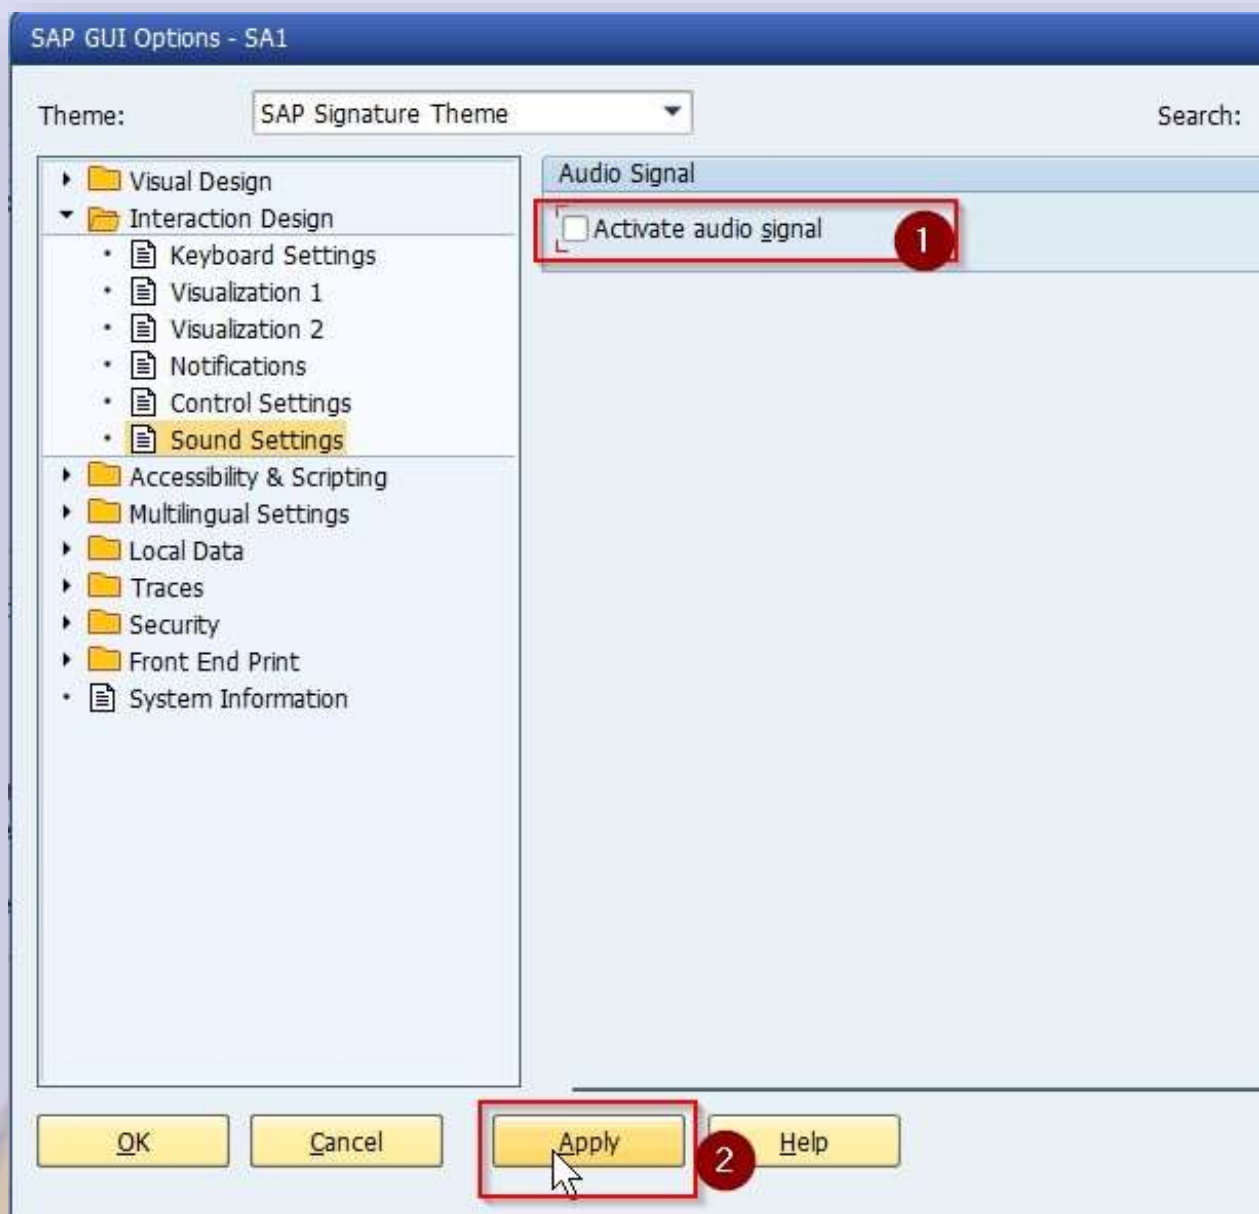 SAP GUI Options - SA1
Theme: SAP Signature Theme Search:
Visual Design
Interaction Design
Keyboard Settings
Visualization 1
Visualization 2
Notifications
Control Settings
Sound Settings
Accessibility & Scripting
Multilingual Settings
Local Data
Traces
Security
Front End Print
System Information
Audio Signal
Activate audio signal 1
OK Cancel Apply 2 Help